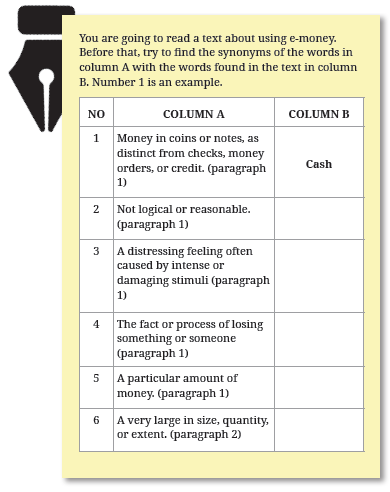 You are going to read a text about using e-money.
Before that, try to find the synonyms of the words in
column A with the words found in the text in column
B. Number 1 is an example.
NO COLUMN A COLUMN B
1 Money in coins or notes, as
distinct from checks, money
orders, or credit. (paragraph
1)
Cash
2 Not logical or reasonable.
(paragraph 1)
3 A distressing feeling often
caused by intense or
damaging stimuli (paragraph
1)
4 The fact or process of losing
something or someone
(paragraph 1)
5 A particular amount of
money. (paragraph 1)
6 A very large in size, quantity,
or extent. (paragraph 2)